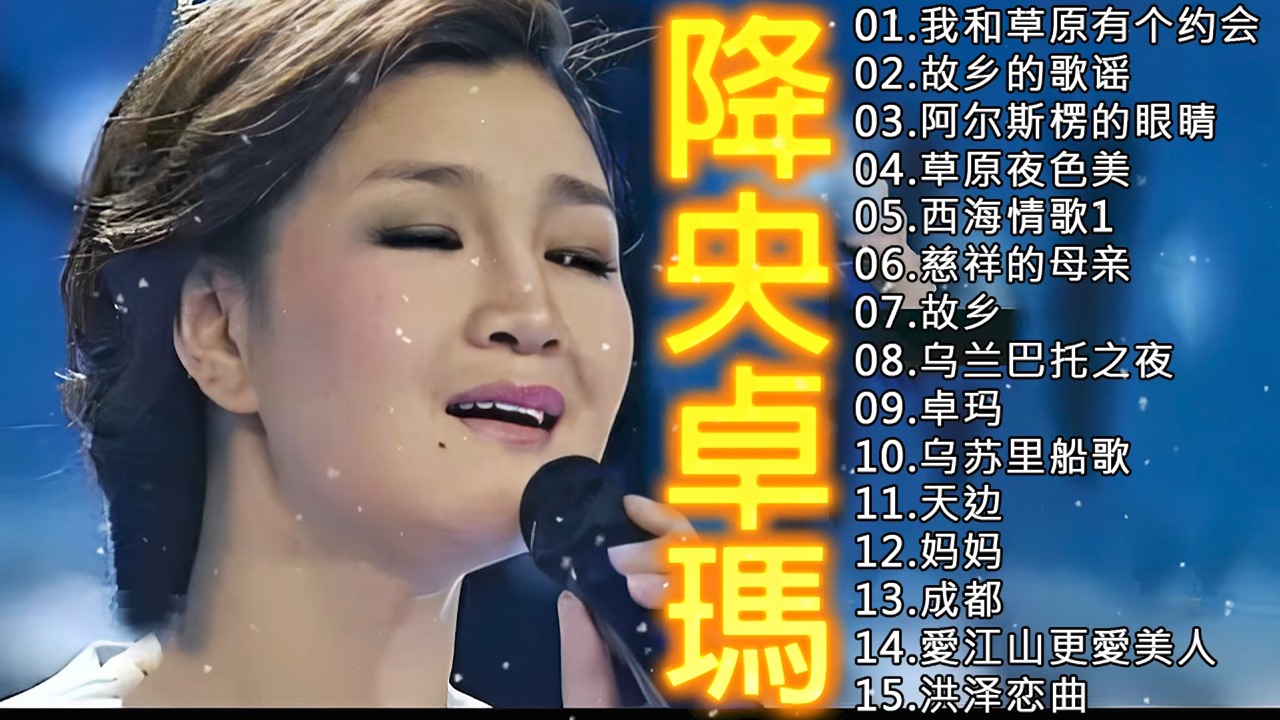 降央卓瑪
01.我和草原有个约会
02.故乡的歌谣
03.阿尔斯楞的眼睛
04.草原夜色美
05.西海情歌1
06.慈祥的母亲
07.故乡
08.乌兰巴托之夜
09.卓玛
10.乌苏里船歌
11.天边
12.妈妈
13.成都
14.愛江山更愛美人
15.洪泽恋曲